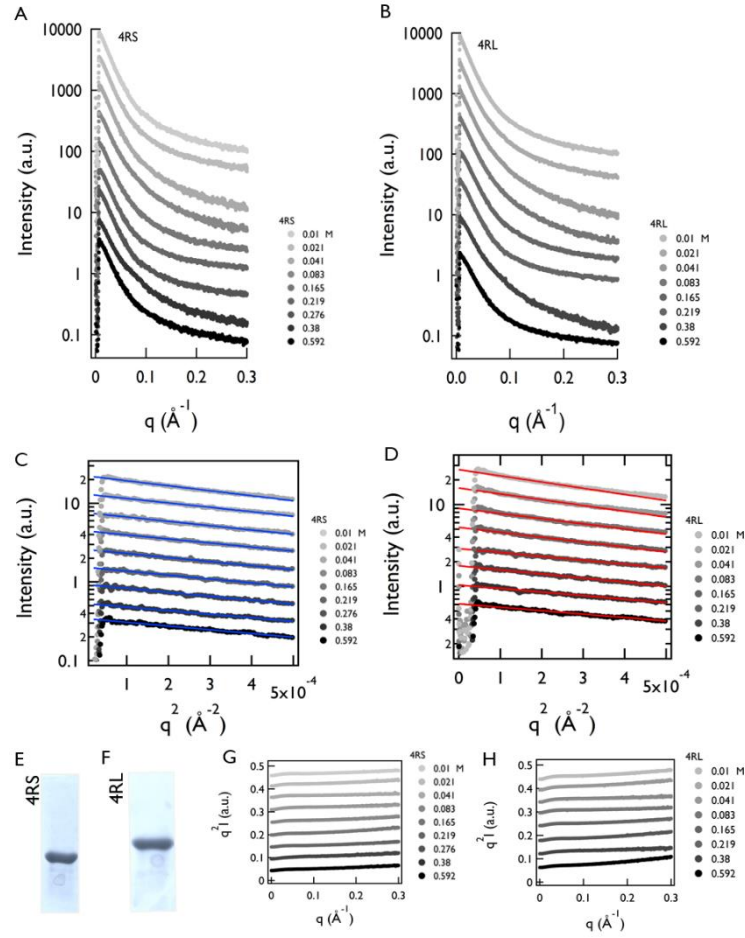 A
4RS
10000
1000
100
10
1
0.1
Intensity (a.u.)
0
0.1
0.2
0.3
q (Å⁻¹)
4RS
0.01 M
0.021
0.041
0.083
0.165
0.219
0.276
0.38
0.592
B
4RL
10000
1000
100
10
1
0.1
Intensity (a.u.)
0.0
0.1
0.2
0.3
q (Å⁻¹)
4RL
0.01 M
0.021
0.041
0.083
0.165
0.219
0.38
0.592
C
2
10
4
2
1
4
2
0.1
Intensity (a.u.)
1
2
3
4
5x10⁻⁴
q² (Å⁻²)
4RS
0.01 M
0.021
0.041
0.083
0.165
0.219
0.276
0.38
0.592
D
2
10
4
2
1
4
2
Intensity (a.u.)
0
1
2
3
4
5x10⁻⁴
q² (Å⁻²)
4RL
0.01 M
0.021
0.041
0.083
0.165
0.219
0.38
0.592
E
4RS
F
4RL
G
0.5
0.4
0.3
0.2
0.1
0
q²I (a.u.)
0
0.1
0.2
0.3
q (Å⁻¹)
4RS
0.01 M
0.021
0.041
0.083
0.165
0.219
0.276
0.38
0.592
H
0.5
0.4
0.3
0.2
0.1
0
q²I (a.u.)
0
0.1
0.2
0.3
q (Å⁻¹)
4RL
0.01 M
0.021
0.041
0.083
0.165
0.219
0.38
0.592